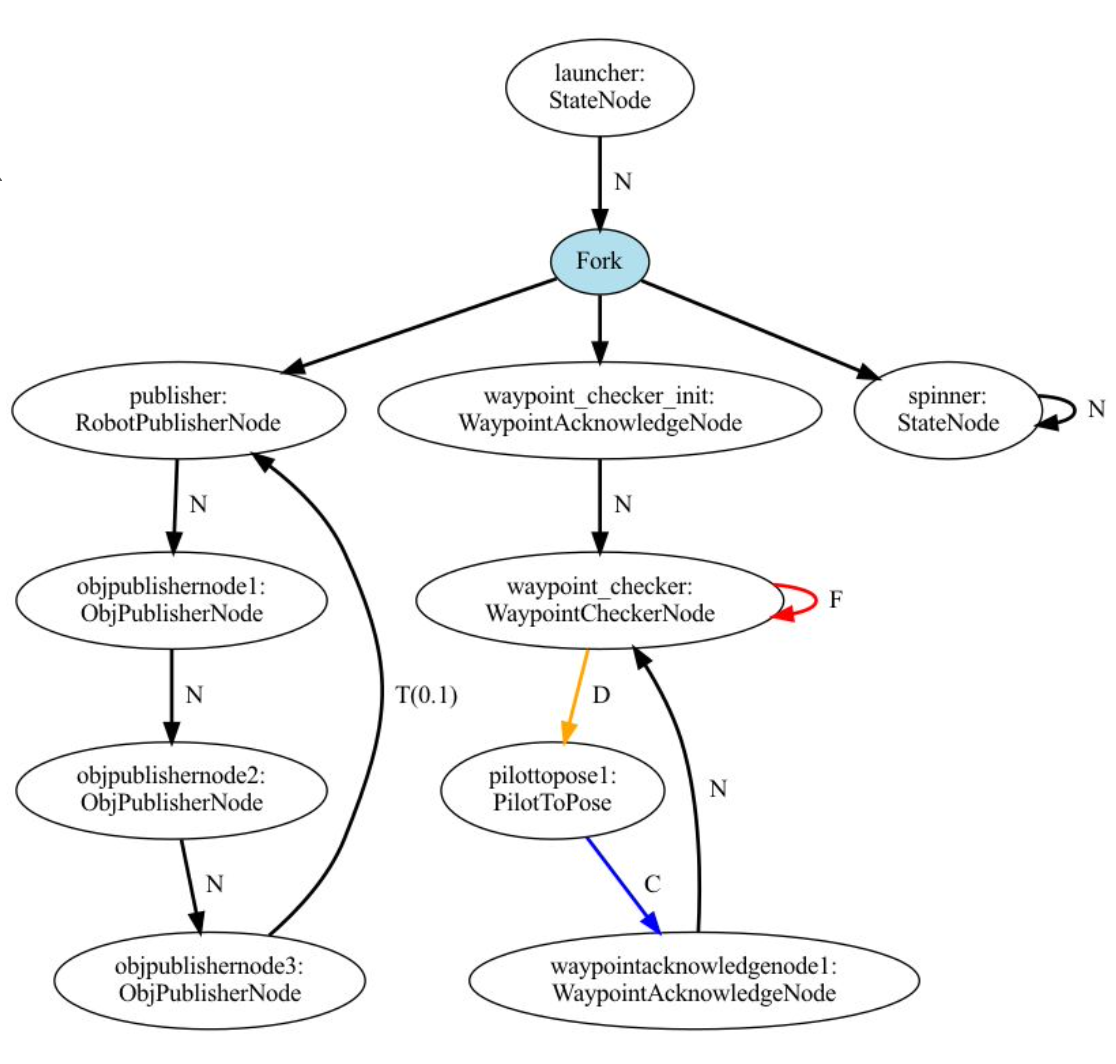 launcher:
StateNode
N
Fork
publisher:
RobotPublisherNode
waypoint_checker_init:
WaypointAcknowledgeNode
spinner:
StateNode
N
N
N
objpublishernode1:
ObjPublisherNode
waypoint_checker:
WaypointCheckerNode
F
N
T(0.1)
D
objpublishernode2:
ObjPublisherNode
pilottopose1:
PilotToPose
N
N
C
objpublishernode3:
ObjPublisherNode
waypointacknowledgenode1:
WaypointAcknowledgeNode